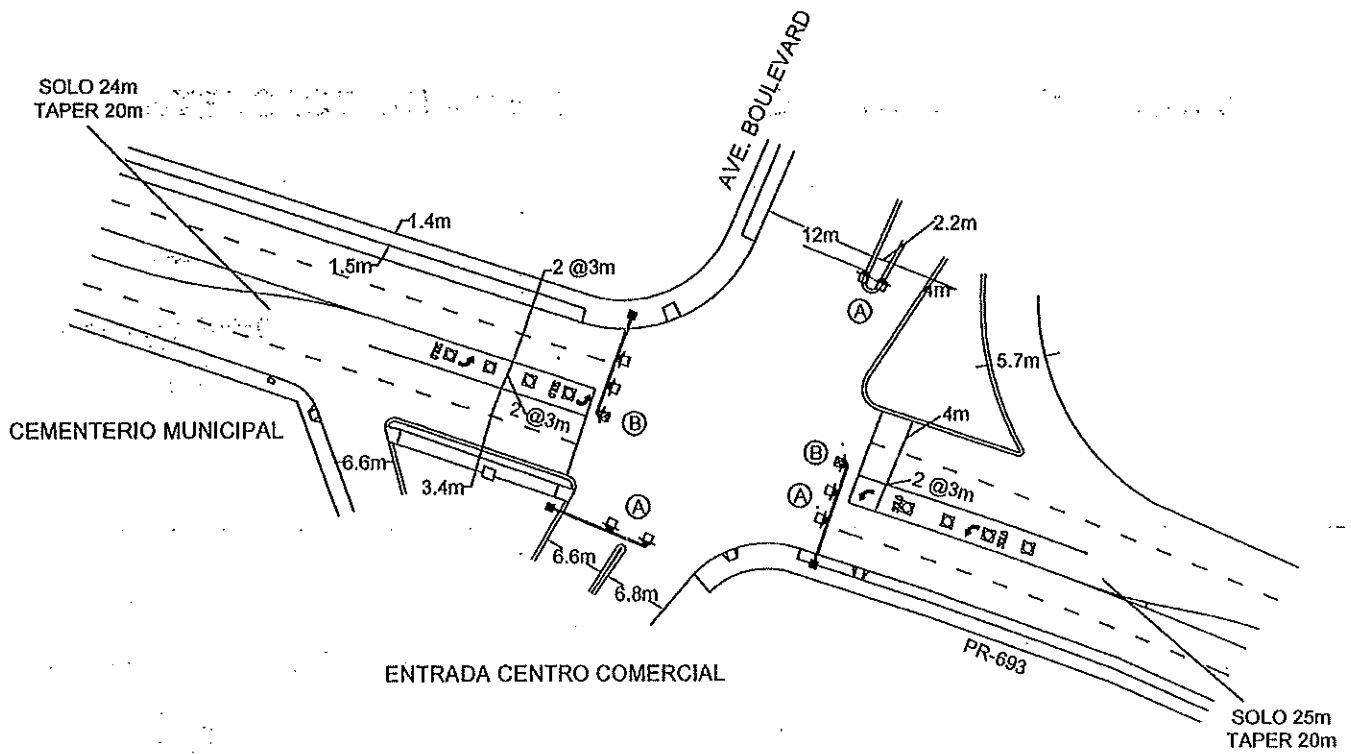 SOLO 24m
TAPER 20m
AVE. BOULEVARD
1.4m
1.5m
2 @3m
12m
2.2m
4m
A
5.7m
B
2 @3m
CEMENTERIO MUNICIPAL
6.6m
3.4m
4m
B
A
2 @3m
A
6.6m
6.8m
PR-693
ENTRADA CENTRO COMERCIAL
SOLO 25m
TAPER 20m